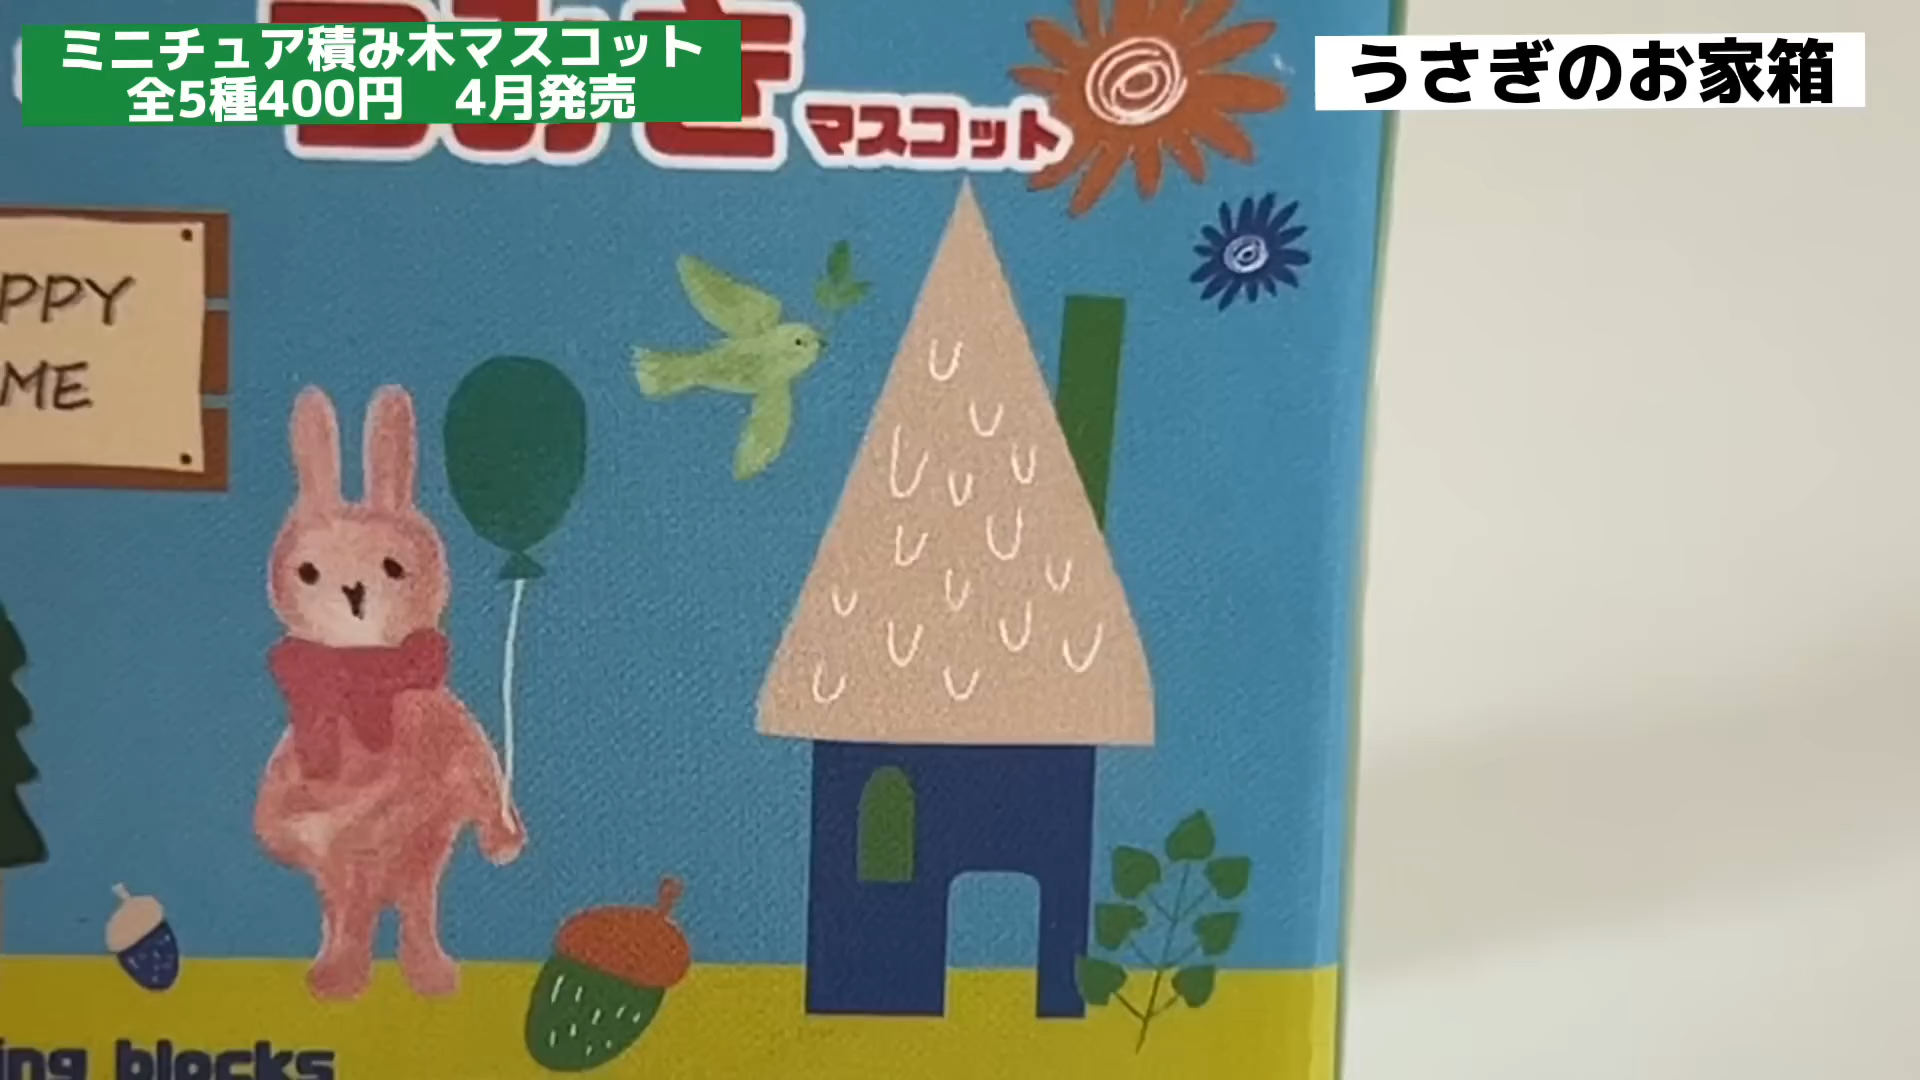 ミニチュア積み木マスコット
全5種400円　4月発売
うさぎのお家箱
マスコット
PPY
ME
ing blocks